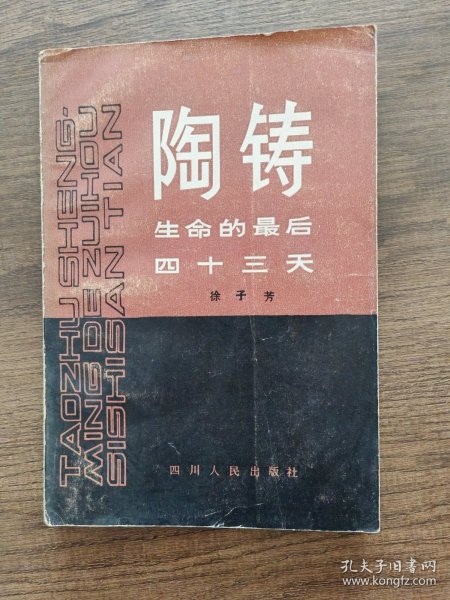 陶铸
生命的最后
四十三天
徐子芳
TAOZHU SHENG-
MING DE ZUIHOU
SISHISAN TIAN
四川人民出版社
孔夫子旧书网
www.kongfz.com